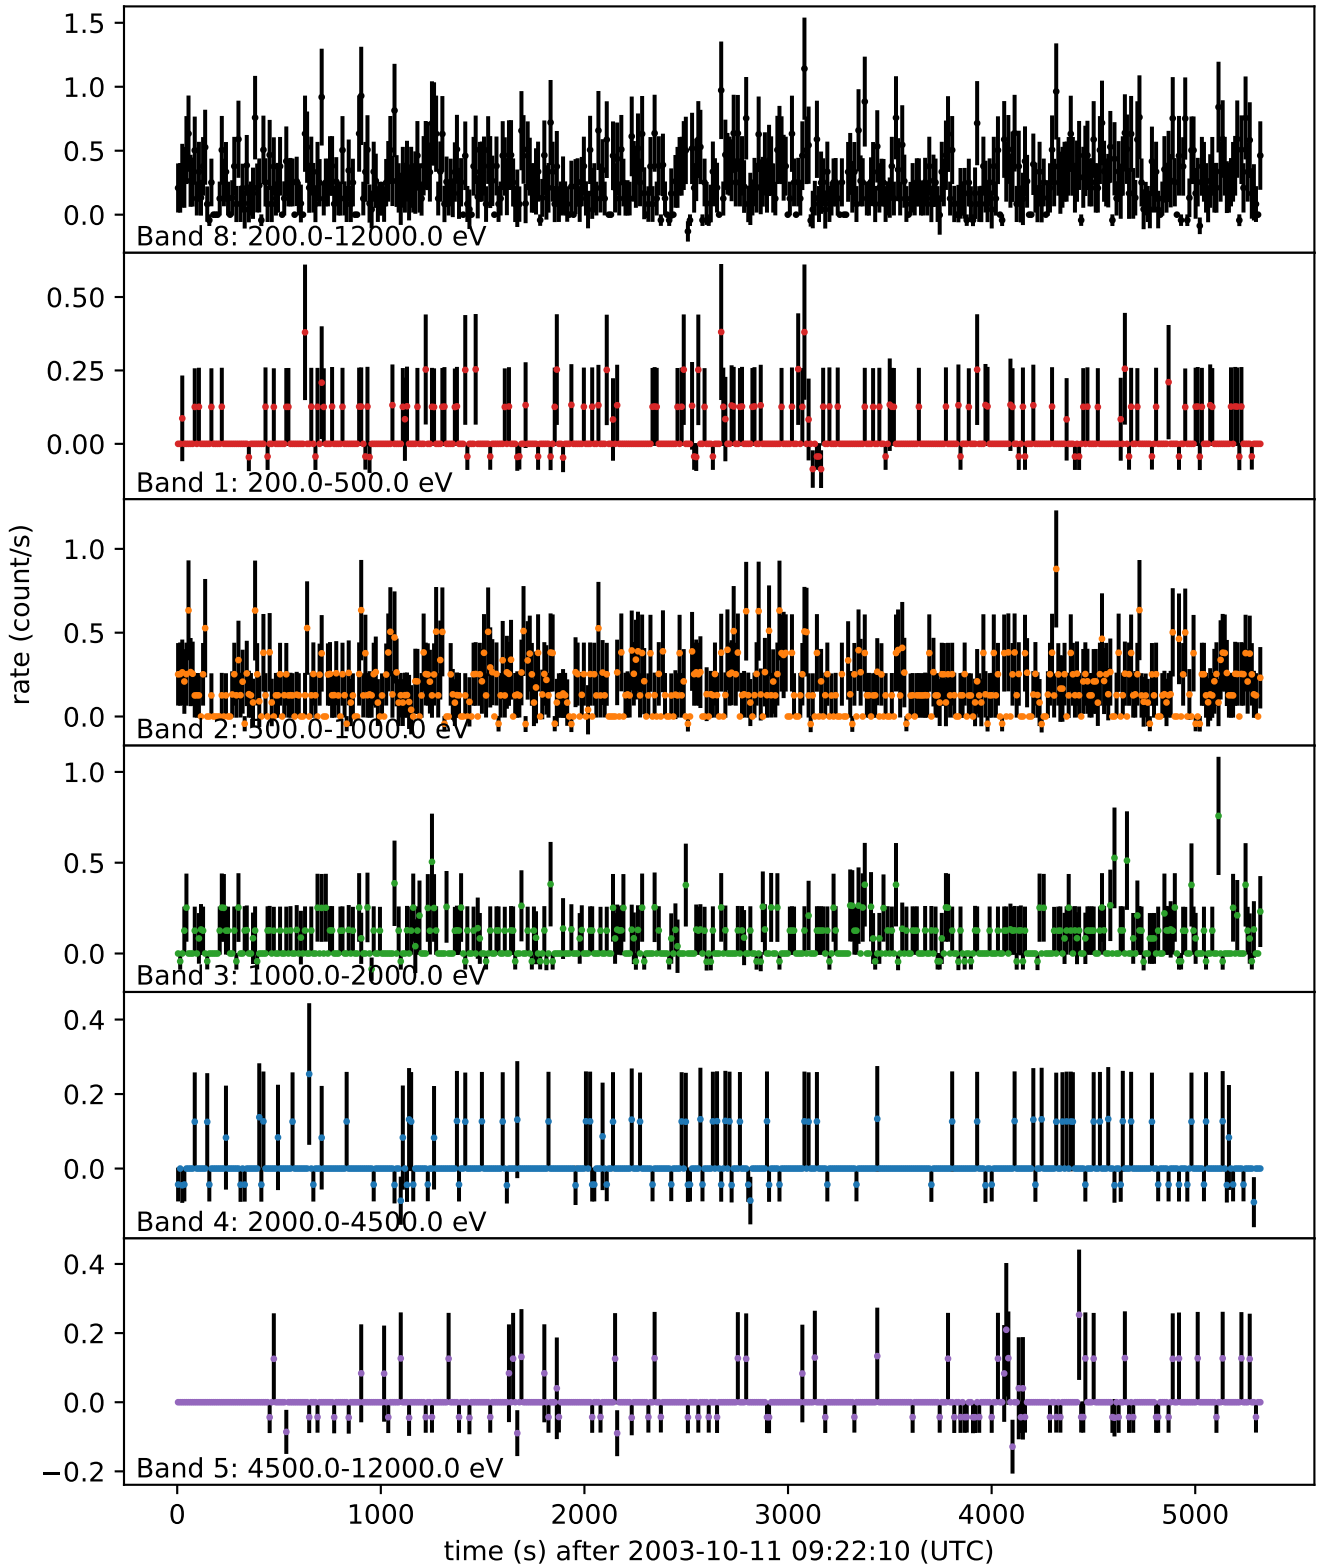 1.5
1.0
0.5
0.0
Band 8: 200.0-12000.0 eV
0.50
0.25
0.00
Band 1: 200.0-500.0 eV
rate (count/s)
1.0
0.5
0.0
Band 2: 500.0-1000.0 eV
1.0
0.5
0.0
Band 3: 1000.0-2000.0 eV
0.4
0.2
0.0
Band 4: 2000.0-4500.0 eV
0.4
0.2
0.0
−0.2
Band 5: 4500.0-12000.0 eV
0 1000 2000 3000 4000 5000
time (s) after 2003-10-11 09:22:10 (UTC)